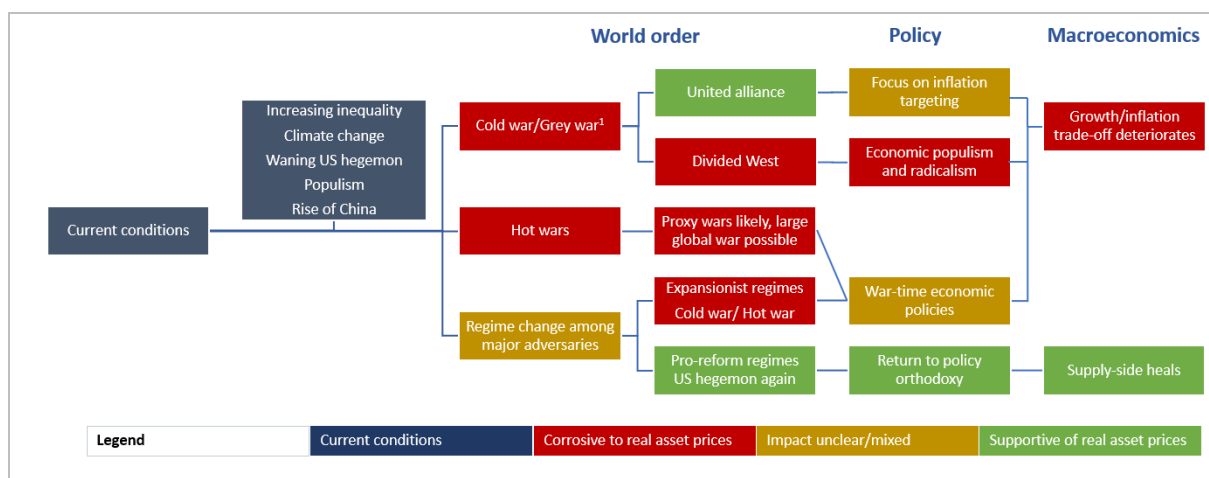 World order
Policy
Macroeconomics
Increasing inequality
Climate change
Waning US hegemon
Populism
Rise of China
Current conditions
Cold war/Grey war¹
United alliance
Focus on inflation
targeting
Growth/inflation
trade-off deteriorates
Divided West
Economic populism
and radicalism
Hot wars
Proxy wars likely, large
global war possible
Regime change among
major adversaries
Expansionist regimes
Cold war/ Hot war
War-time economic
policies
Pro-reform regimes
US hegemon again
Return to policy
orthodoxy
Supply-side heals
Legend
Current conditions
Corrosive to real asset prices
Impact unclear/mixed
Supportive of real asset prices